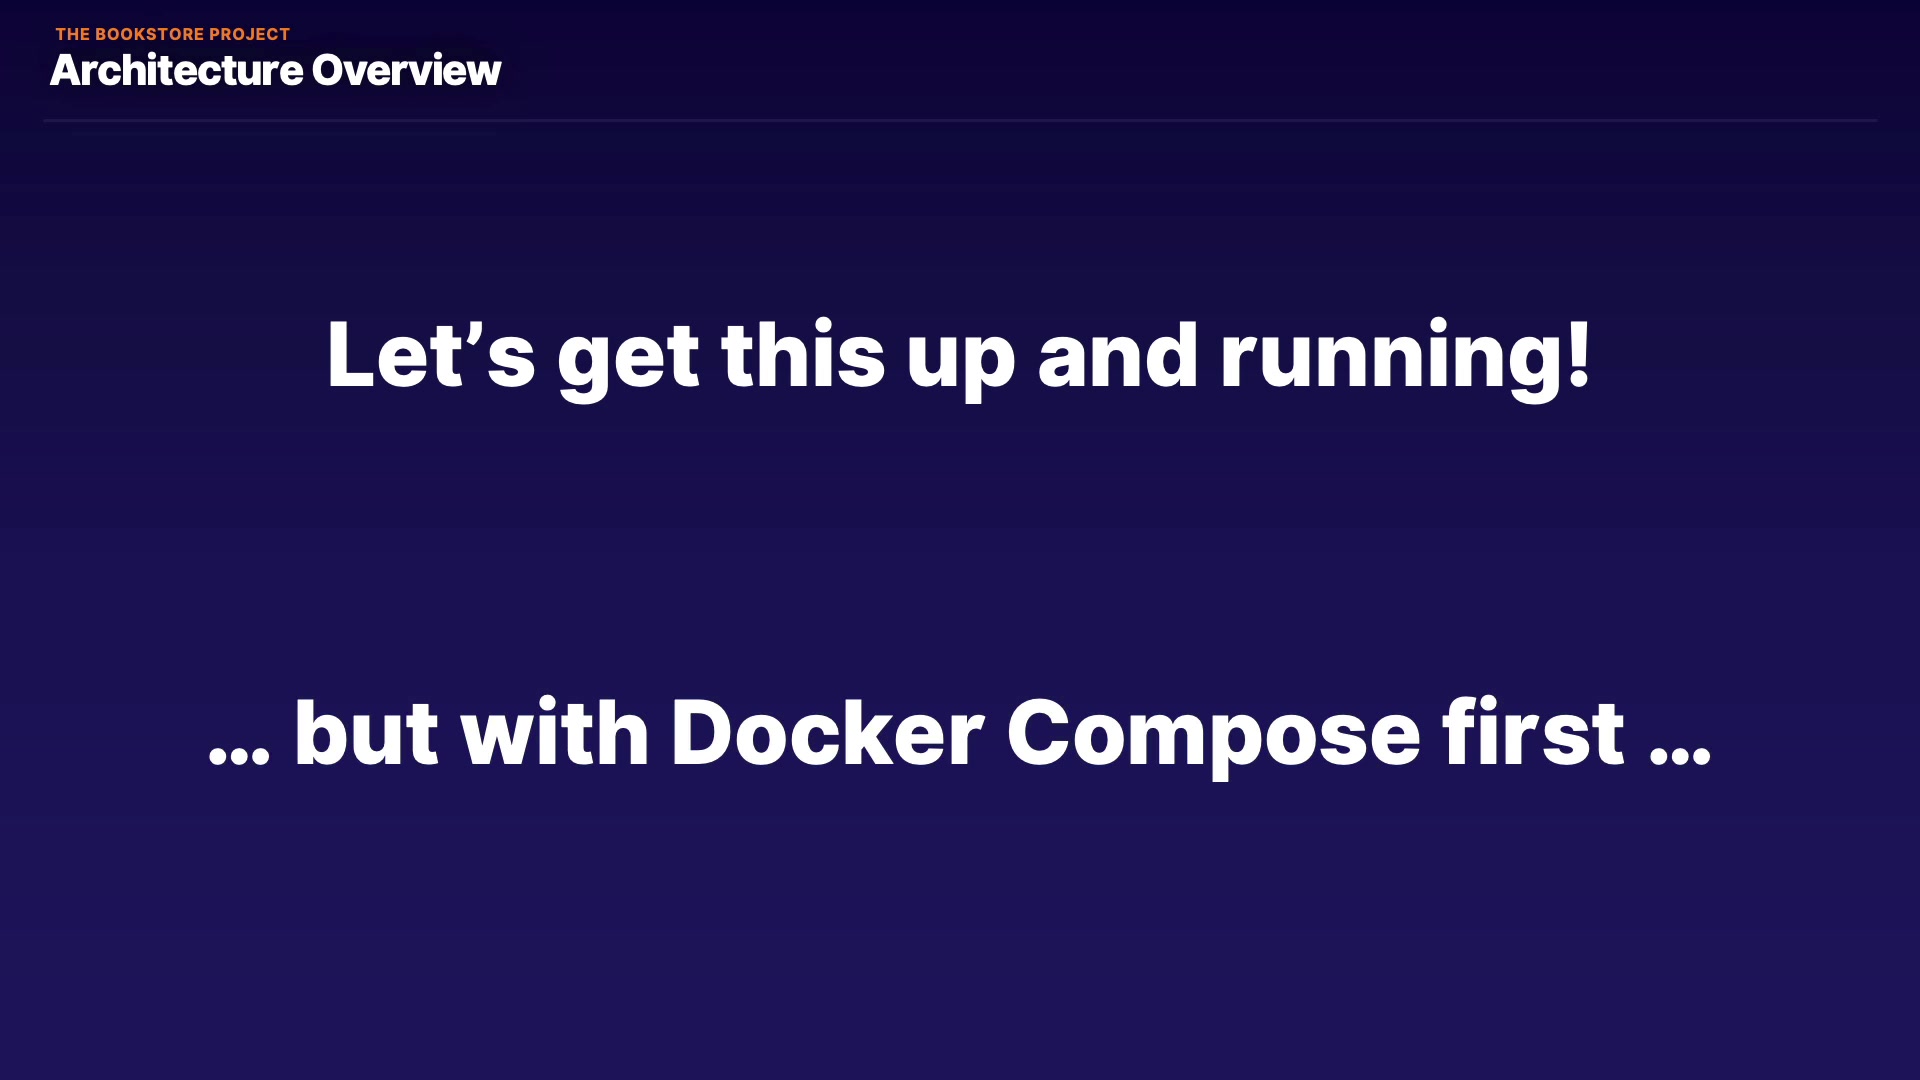 THE BOOKSTORE PROJECT
Architecture Overview
Let’s get this up and running!
… but with Docker Compose first …